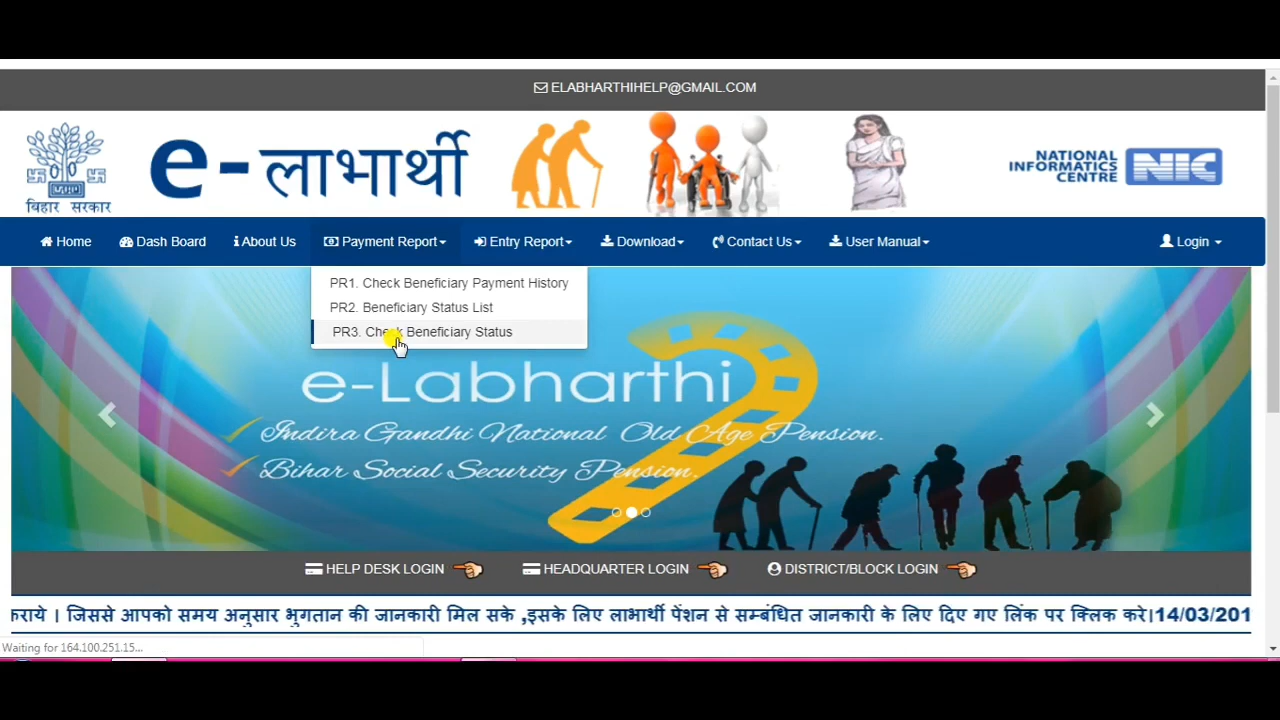 ELABHARTHIHELP@GMAIL.COM
बिहार सरकार
e-लाभार्थी
NATIONAL INFORMATICS CENTRE NIC
Home Dash Board About Us Payment Report Entry Report Download Contact Us User Manual Login
PR1. Check Beneficiary Payment History
PR2. Beneficiary Status List
PR3. Check Beneficiary Status
e-Labharthi 2
Indira Gandhi National Old Age Pension.
Bihar Social Security Pension.
HELP DESK LOGIN HEADQUARTER LOGIN DISTRICT/BLOCK LOGIN
कराये । जिससे आपको समय अनुसार भुगतान की जानकारी मिल सके ,इसके लिए लाभार्थी पेंशन से सम्बंधित जानकारी के लिए दिए गए लिंक पर क्लिक करे।14/03/201
Waiting for 164.100.251.15...